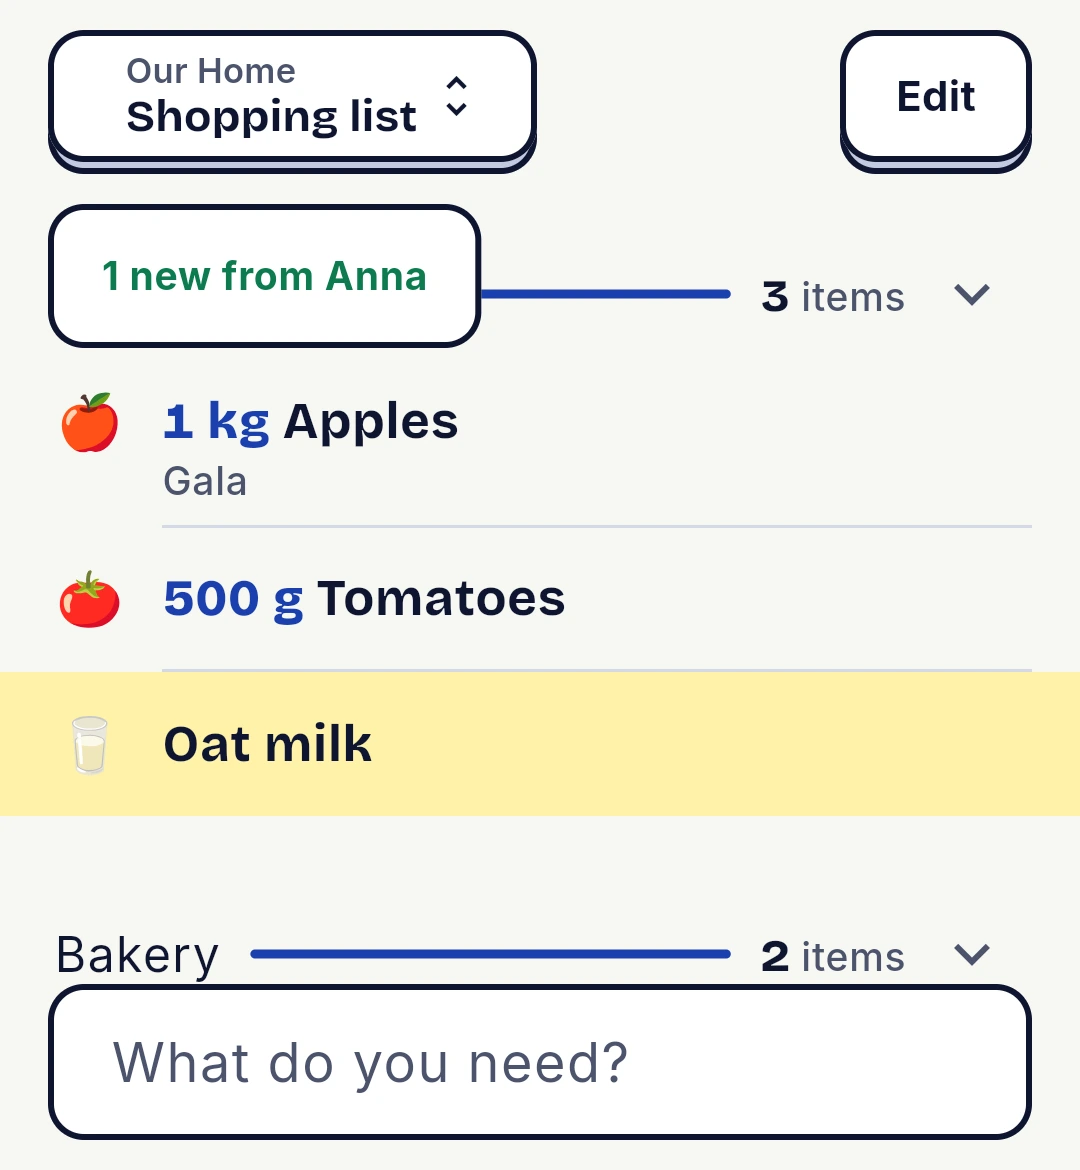 Our Home
Shopping list
Edit
1 new from Anna
3 items
1 kg Apples
Gala
500 g Tomatoes
Oat milk
Bakery
2 items
What do you need?